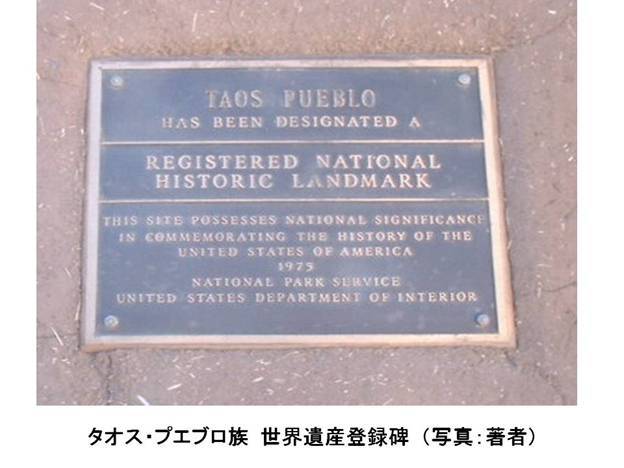 TAOS PUEBLO
HAS BEEN DESIGNATED A
REGISTERED NATIONAL
HISTORIC LANDMARK
THIS SITE POSSESSES NATIONAL SIGNIFICANCE
IN COMMEMORATING THE HISTORY OF THE
UNITED STATES OF AMERICA
1975
NATIONAL PARK SERVICE
UNITED STATES DEPARTMENT OF INTERIOR
タオス・プエブロ族 世界遺産登録碑 （写真：著者）